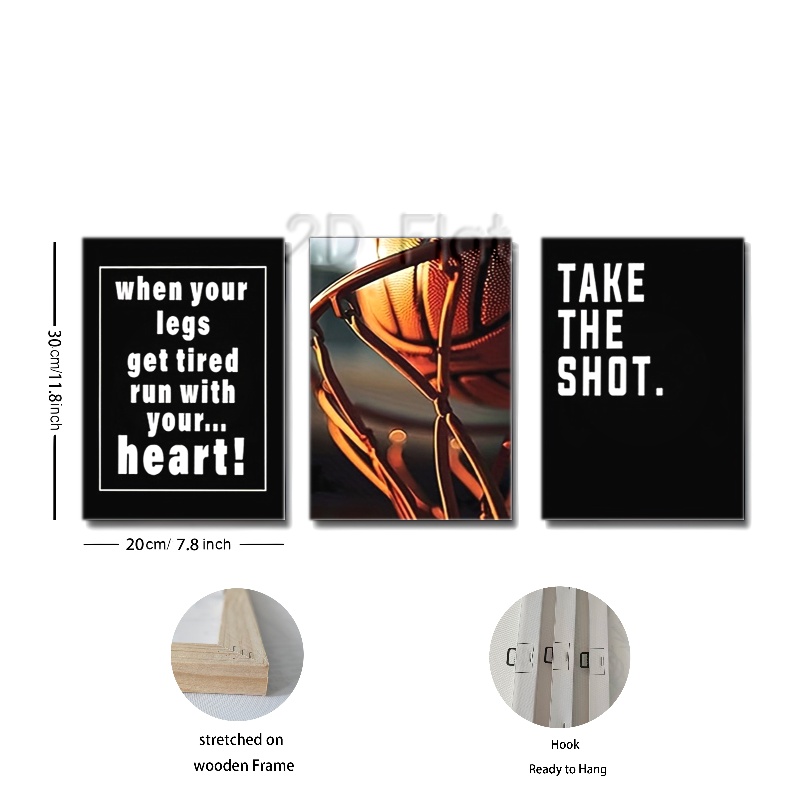 2D Flat
when your
legs
get tired
run with
your...
heart!
TAKE
THE
SHOT.
30cm/11.8inch
20cm/ 7.8 inch
stretched on
wooden Frame
Hook
Ready to Hang